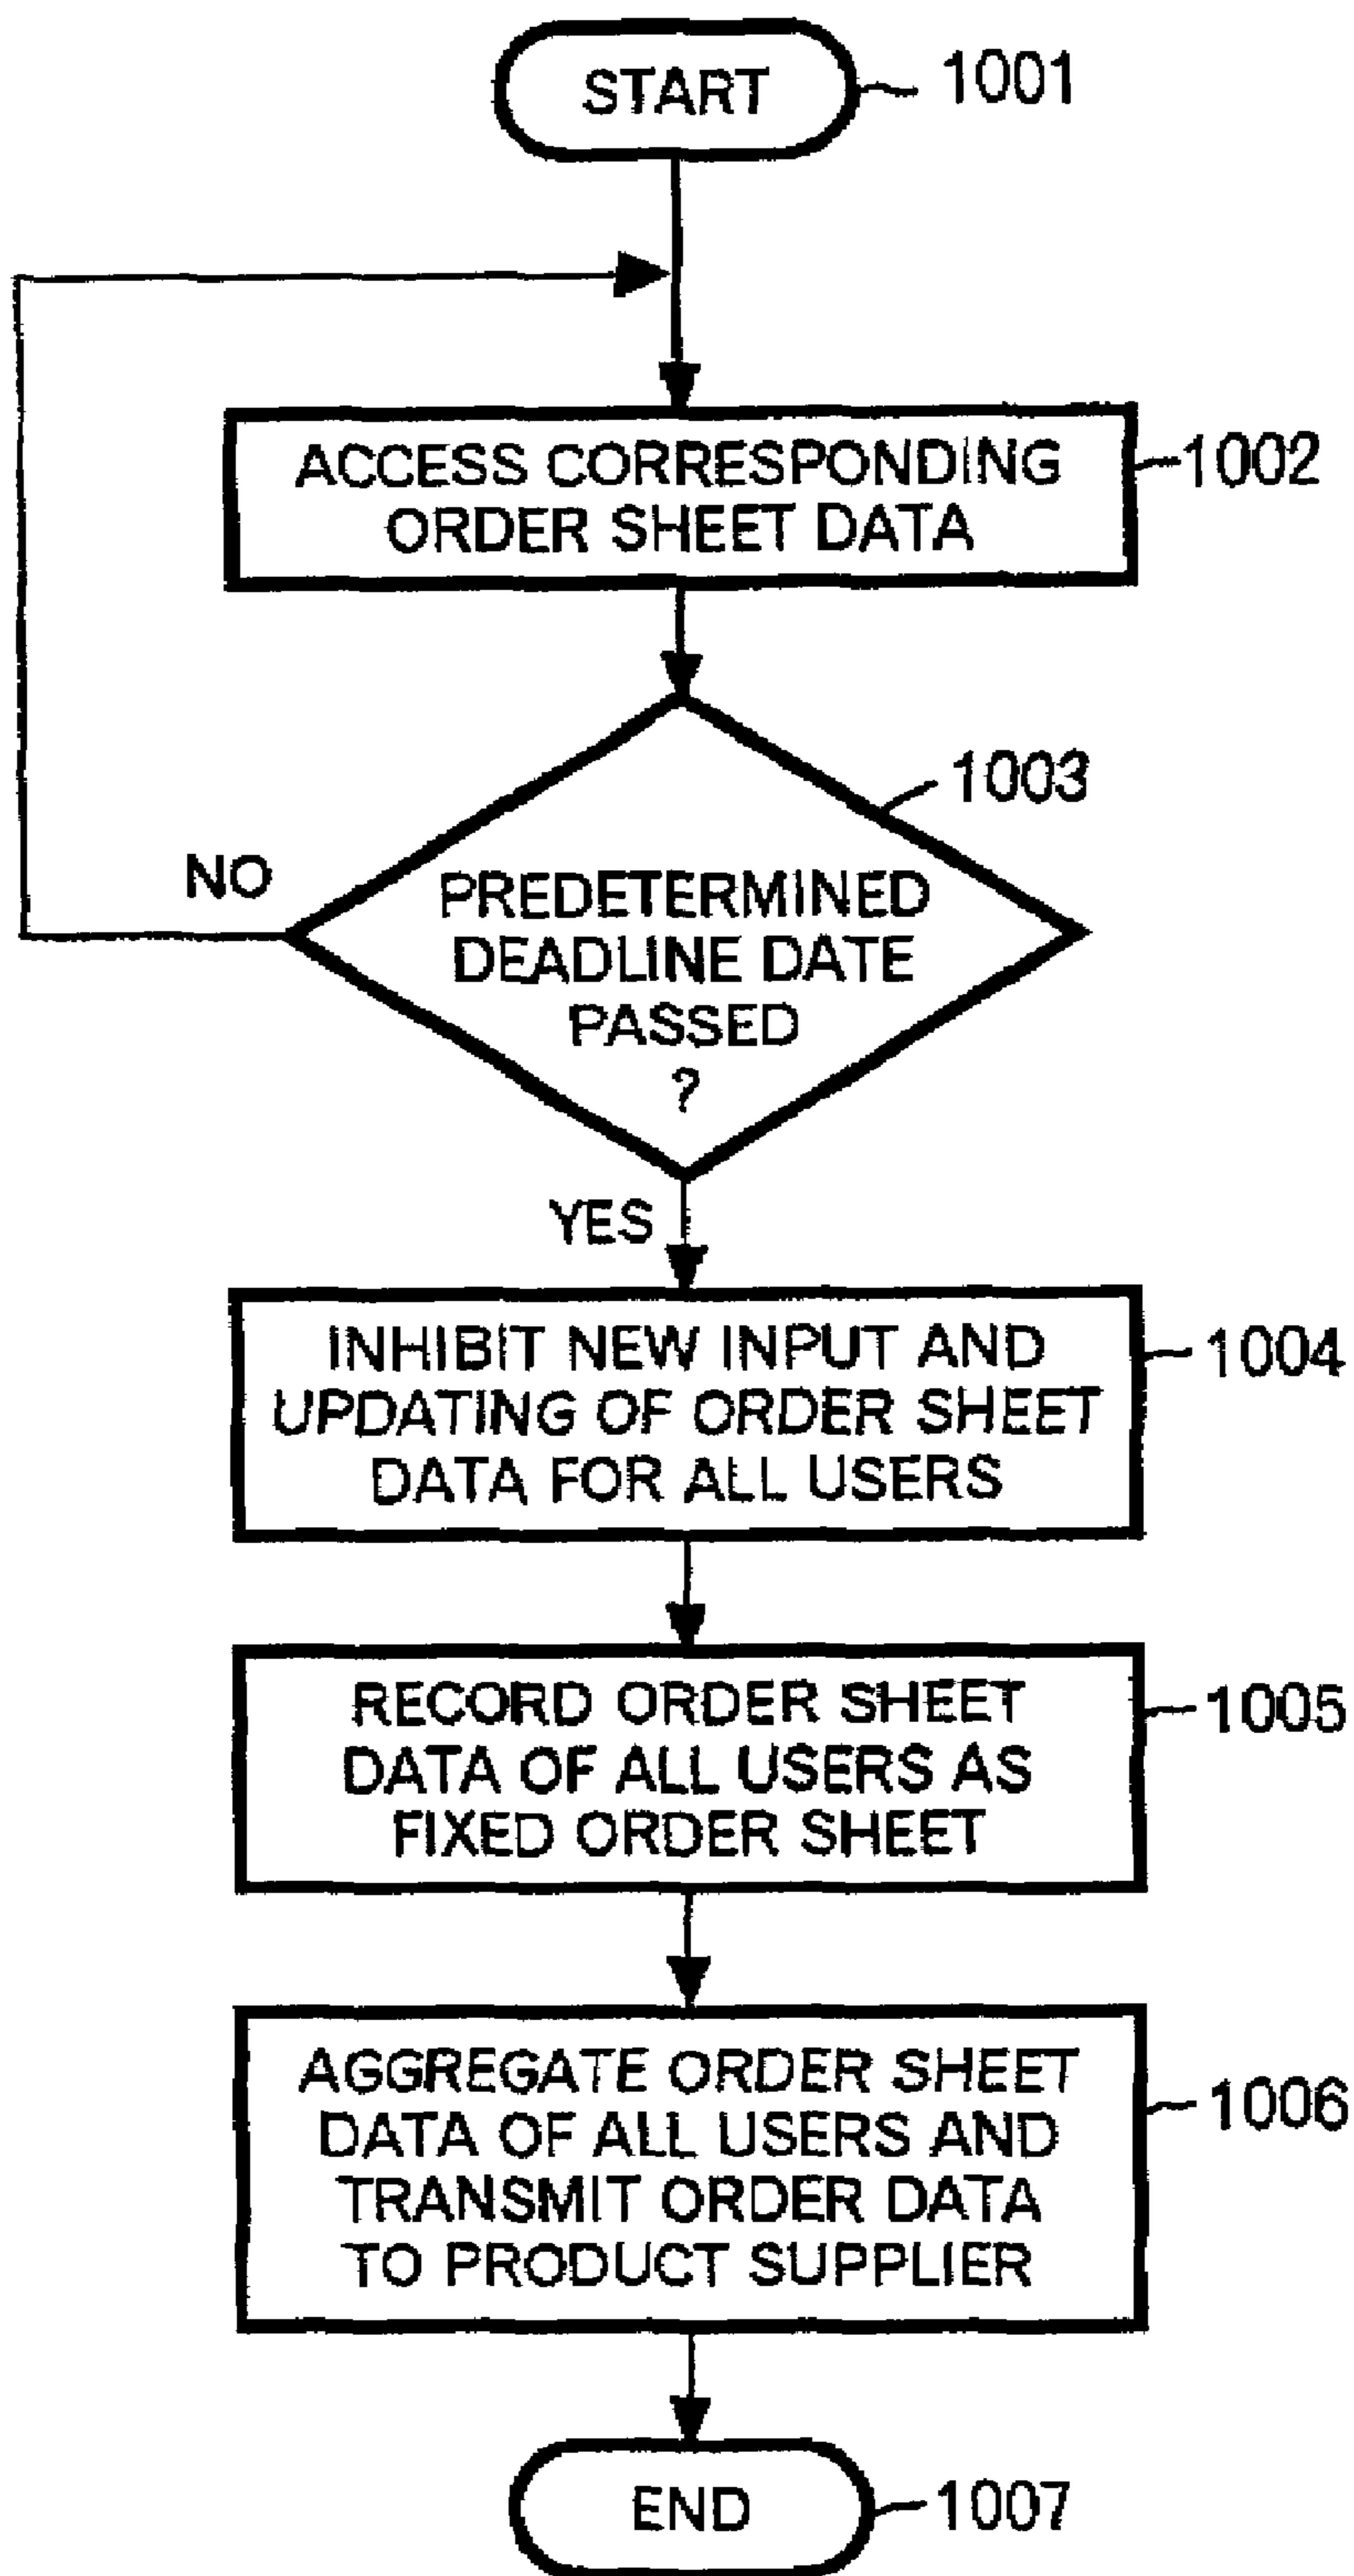 START
1001
ACCESS CORRESPONDING
ORDER SHEET DATA
1002
1003
NO
PREDETERMINED
DEADLINE DATE
PASSED
?
YES
INHIBIT NEW INPUT AND
UPDATING OF ORDER SHEET
DATA FOR ALL USERS
1004
RECORD ORDER SHEET
DATA OF ALL USERS AS
FIXED ORDER SHEET
1005
AGGREGATE ORDER SHEET
DATA OF ALL USERS AND
TRANSMIT ORDER DATA
TO PRODUCT SUPPLIER
1006
END
1007